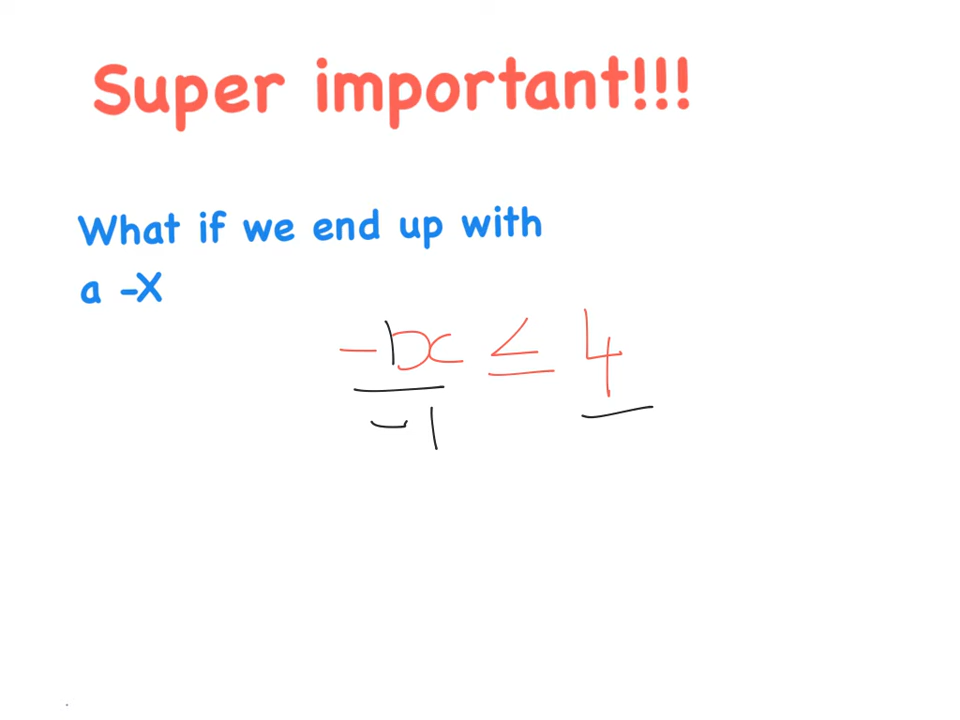 Super important!!!
What if we end up with
a -X
-1x ≤ 4
-1